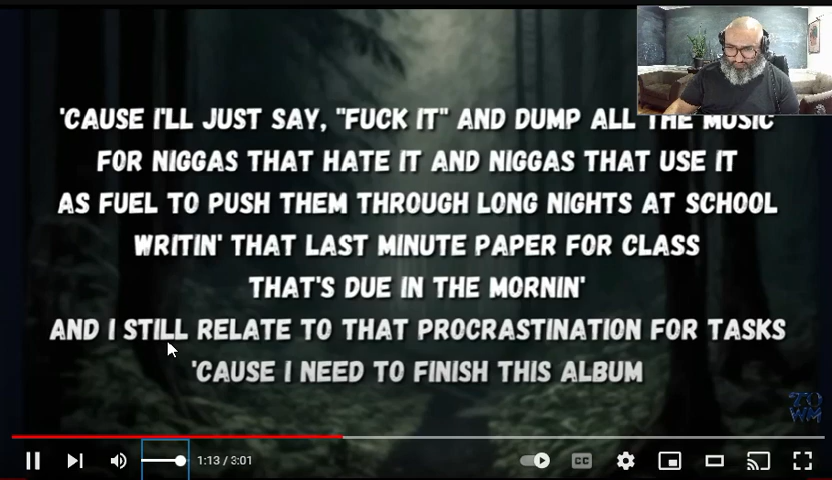 'CAUSE I'LL JUST SAY, "FUCK IT" AND DUMP ALL THE MUSIC
FOR NIGGAS THAT HATE IT AND NIGGAS THAT USE IT
AS FUEL TO PUSH THEM THROUGH LONG NIGHTS AT SCHOOL
WRITIN' THAT LAST MINUTE PAPER FOR CLASS
THAT'S DUE IN THE MORNIN'
AND I STILL RELATE TO THAT PROCRASTINATION FOR TASKS
'CAUSE I NEED TO FINISH THIS ALBUM
WM
1:13 / 3:01
CC